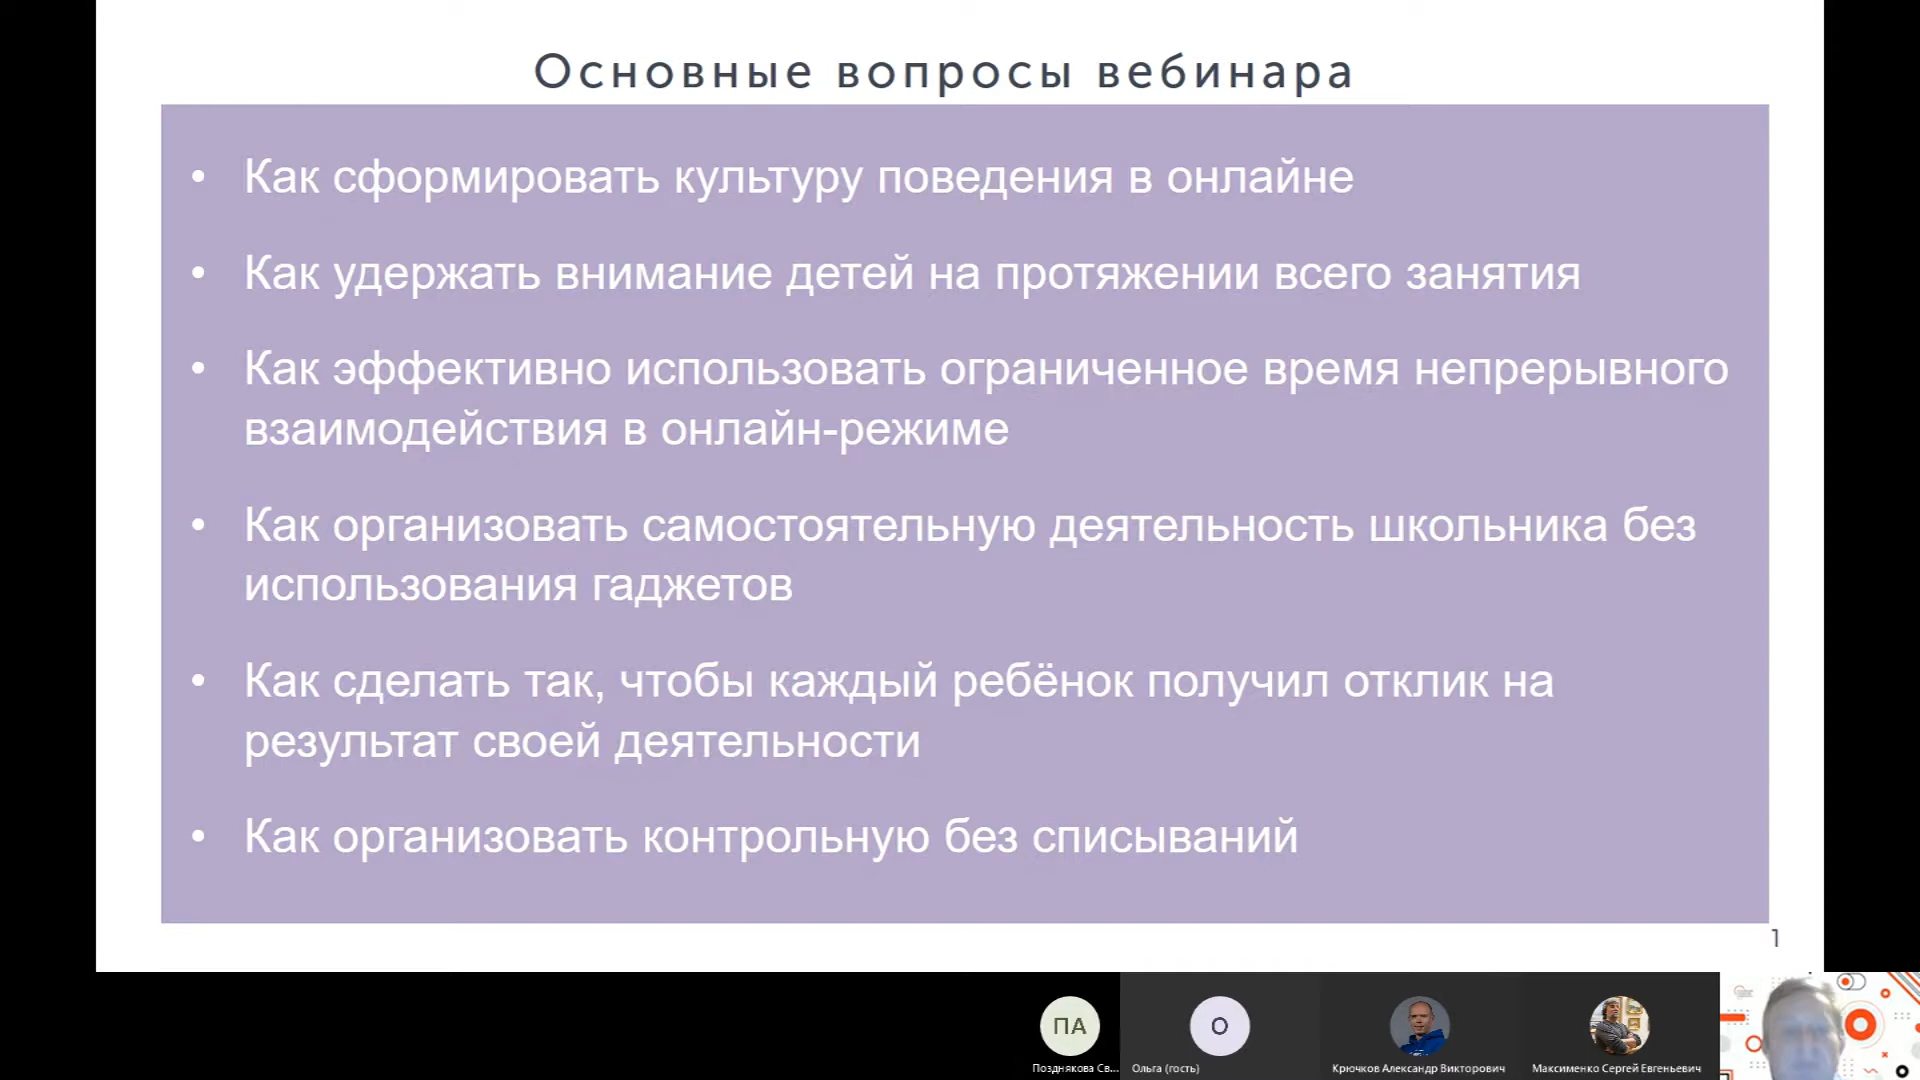 Основные вопросы вебинара
• Как сформировать культуру поведения в онлайне
• Как удержать внимание детей на протяжении всего занятия
• Как эффективно использовать ограниченное время непрерывного
взаимодействия в онлайн-режиме
• Как организовать самостоятельную деятельность школьника без
использования гаджетов
• Как сделать так, чтобы каждый ребёнок получил отклик на
результат своей деятельности
• Как организовать контрольную без списываний
1
ПА
О
Позднякова Св...
Ольга (гость)
Крючков Александр Викторович
Максименко Сергей Евгеньевич